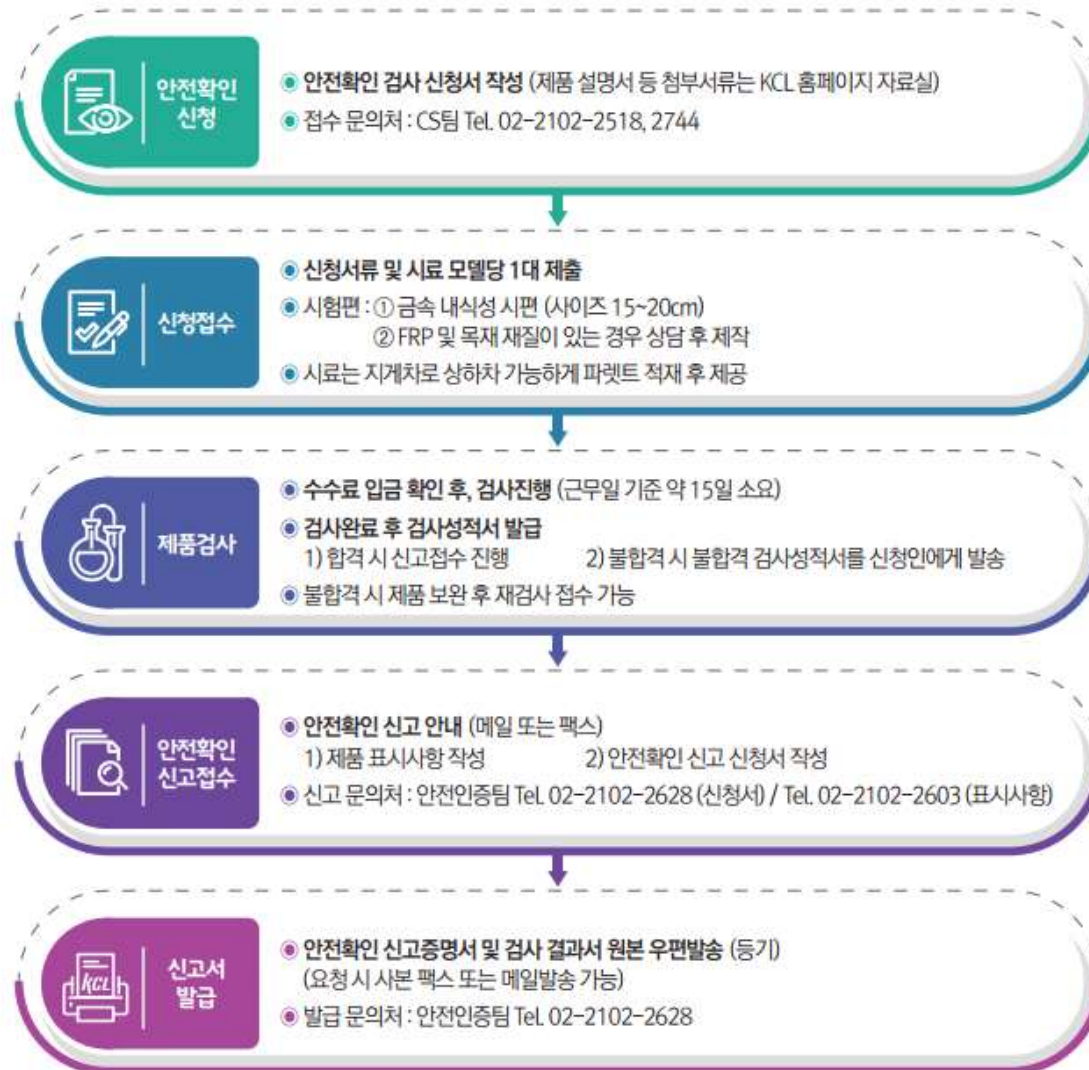 안전확인
신청
◉ 안전확인 검사 신청서 작성 (제품 설명서 등 첨부서류는 KCL 홈페이지 자료실)
◉ 접수 문의처 : CS팀 Tel. 02-2102-2518, 2744
신청접수
◉ 신청서류 및 시료 모델당 1대 제출
◉ 시험편 : ① 금속 내식성 시편 (사이즈 15~20cm)
② FRP 및 목재 재질이 있는 경우 상담 후 제작
◉ 시료는 지게차로 상하차 가능하게 파렛트 적재 후 제공
제품검사
◉ 수수료 입금 확인 후, 검사진행 (근무일 기준 약 15일 소요)
◉ 검사완료 후 검사성적서 발급
1) 합격 시 신고접수 진행 2) 불합격 시 불합격 검사성적서를 신청인에게 발송
◉ 불합격 시 제품 보완 후 재검사 접수 가능
안전확인
신고접수
◉ 안전확인 신고 안내 (메일 또는 팩스)
1) 제품 표시사항 작성 2) 안전확인 신고 신청서 작성
◉ 신고 문의처 : 안전인증팀 Tel. 02-2102-2628 (신청서) / Tel. 02-2102-2603 (표시사항)
KCL
신고서
발급
◉ 안전확인 신고증명서 및 검사 결과서 원본 우편발송 (등기)
(요청 시 사본 팩스 또는 메일발송 가능)
◉ 발급 문의처 : 안전인증팀 Tel. 02-2102-2628